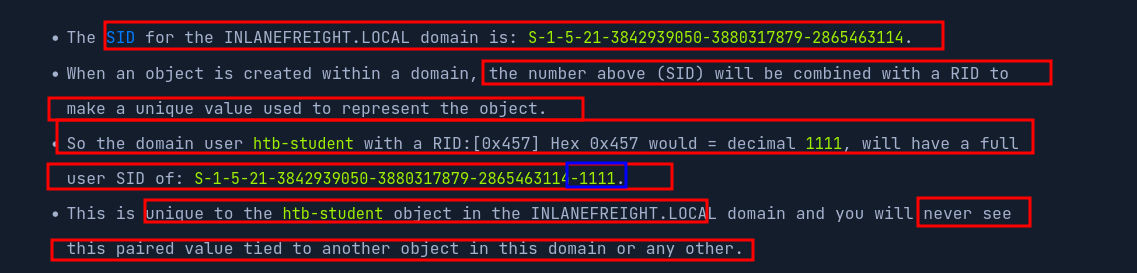 • The SID for the INLANEFREIGHT.LOCAL domain is: S-1-5-21-3842939050-3880317879-2865463114.
• When an object is created within a domain, the number above (SID) will be combined with a RID to
make a unique value used to represent the object.
• So the domain user htb-student with a RID:[0x457] Hex 0x457 would = decimal 1111, will have a full
user SID of: S-1-5-21-3842939050-3880317879-2865463114-1111.
• This is unique to the htb-student object in the INLANEFREIGHT.LOCAL domain and you will never see
this paired value tied to another object in this domain or any other.